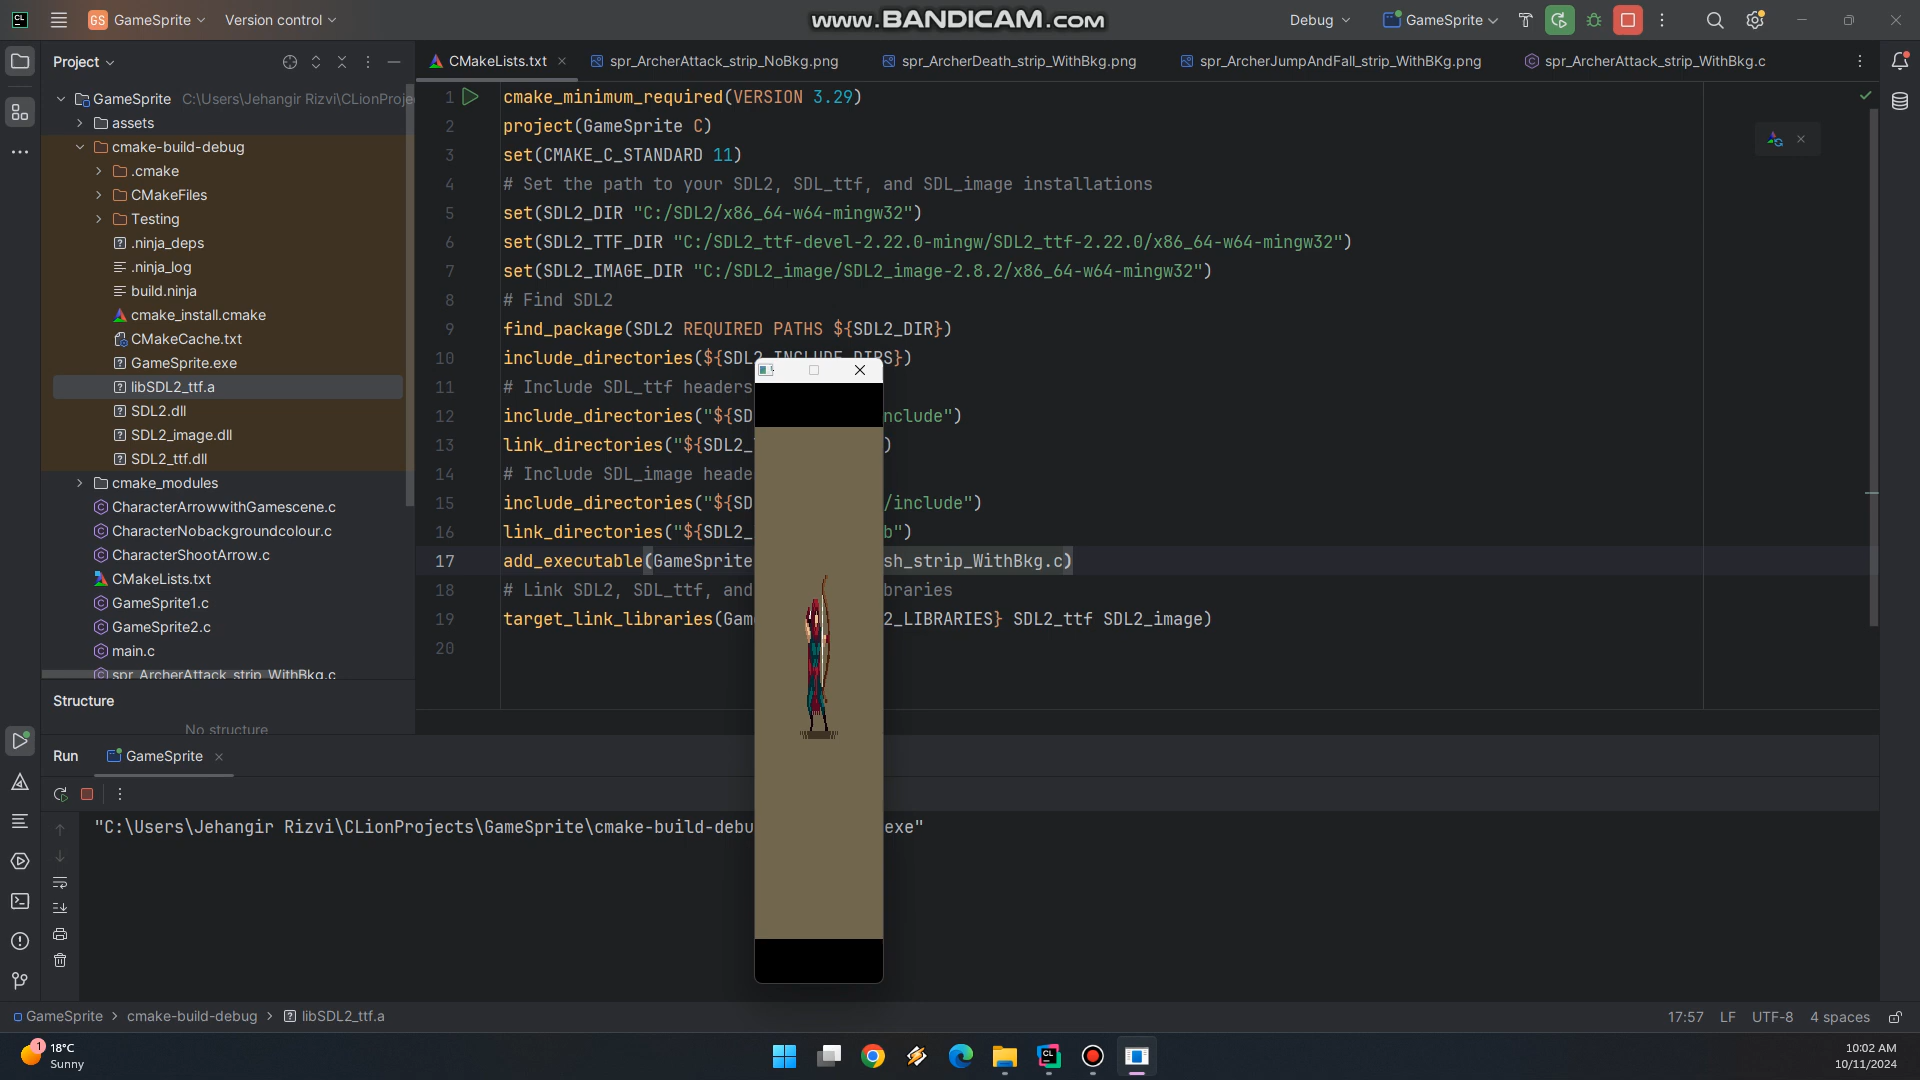 GS GameSprite Version control
www.BANDICAM.com
Debug GameSprite
Project
CMakeLists.txt
spr_ArcherAttack_strip_NoBkg.png
spr_ArcherDeath_strip_WithBkg.png
spr_ArcherJumpAndFall_strip_WithBKg.png
spr_ArcherAttack_strip_WithBkg.c
GameSprite C:\Users\Jehangir Rizvi\CLionProje
assets
cmake-build-debug
.cmake
CMakeFiles
Testing
.ninja_deps
.ninja_log
build.ninja
cmake_install.cmake
CMakeCache.txt
GameSprite.exe
libSDL2_ttf.a
SDL2.dll
SDL2_image.dll
SDL2_ttf.dll
cmake_modules
CharacterArrowwithGamescene.c
CharacterNobackgroundcolour.c
CharacterShootArrow.c
CMakeLists.txt
GameSprite1.c
GameSprite2.c
main.c
spr_ArcherAttack_strip_WithBkg.c
1 cmake_minimum_required(VERSION 3.29)
2 project(GameSprite C)
3 set(CMAKE_C_STANDARD 11)
4 # Set the path to your SDL2, SDL_ttf, and SDL_image installations
5 set(SDL2_DIR "C:/SDL2/x86_64-w64-mingw32")
6 set(SDL2_TTF_DIR "C:/SDL2_ttf-devel-2.22.0-mingw/SDL2_ttf-2.22.0/x86_64-w64-mingw32")
7 set(SDL2_IMAGE_DIR "C:/SDL2_image/SDL2_image-2.8.2/x86_64-w64-mingw32")
8 # Find SDL2
9 find_package(SDL2 REQUIRED PATHS ${SDL2_DIR})
10 include_directories(${SDL2_INCLUDE_DIRS})
11 # Include SDL_ttf headers
12 include_directories("${SD nclude")
13 link_directories("${SDL2_ )
14 # Include SDL_image heade
15 include_directories("${SD /include")
16 link_directories("${SDL2_ b")
17 add_executable(GameSprite sh_strip_WithBkg.c)
18 # Link SDL2, SDL_ttf, and braries
19 target_link_libraries(Gam 2_LIBRARIES} SDL2_ttf SDL2_image)
20
Structure
No structure
Run GameSprite
"C:\Users\Jehangir Rizvi\CLionProjects\GameSprite\cmake-build-debu exe"
GameSprite > cmake-build-debug > libSDL2_ttf.a
17:57 LF UTF-8 4 spaces
1
18°C
Sunny
10:02 AM
10/11/2024